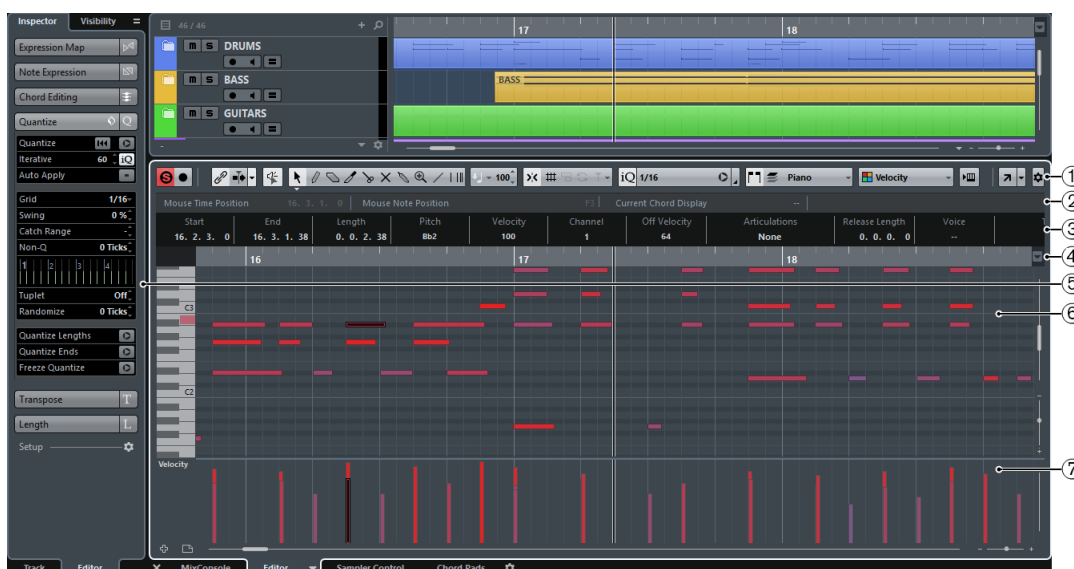 Inspector Visibility
Expression Map
Note Expression
Chord Editing
Quantize Q
Quantize
Iterative 60 iQ
Auto Apply
Grid 1/16
Swing 0 %
Catch Range -
Non-Q 0 Ticks
1 2 3 4
Tuplet Off
Randomize 0 Ticks
Quantize Lengths
Quantize Ends
Freeze Quantize
Transpose T
Length L
Setup
46 / 46 +
m S DRUMS
m S BASS
m S GUITARS
17 18
BASS
S 100 iQ 1/16 Piano Velocity
Mouse Time Position 16. 3. 1. 0 Mouse Note Position F3 Current Chord Display --
Start End Length Pitch Velocity Channel Off Velocity Articulations Release Length Voice T
16. 2. 3. 0 16. 3. 1. 38 0. 0. 2. 38 Bb2 100 1 64 None 0. 0. 0. 0 --
16 17 18
C3
C2
Velocity
① ② ③ ④ ⑤ ⑥ ⑦
Track Editor MixConsole Editor Sampler Control Chord Pads